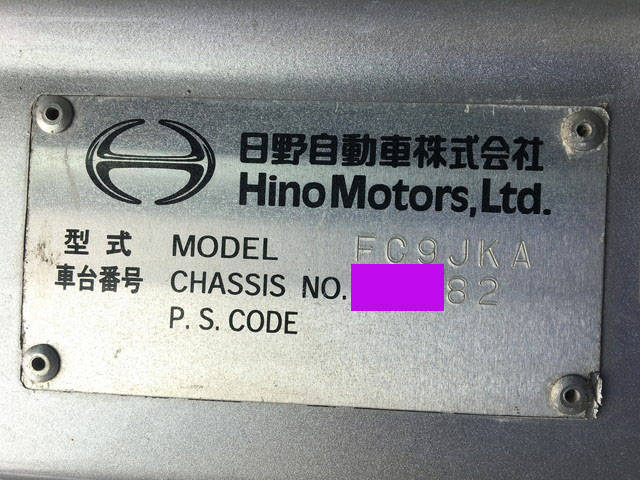 日野自動車株式会社
Hino Motors, Ltd.
型式 MODEL FC9JKA
車台番号 CHASSIS NO. 82
P. S. CODE